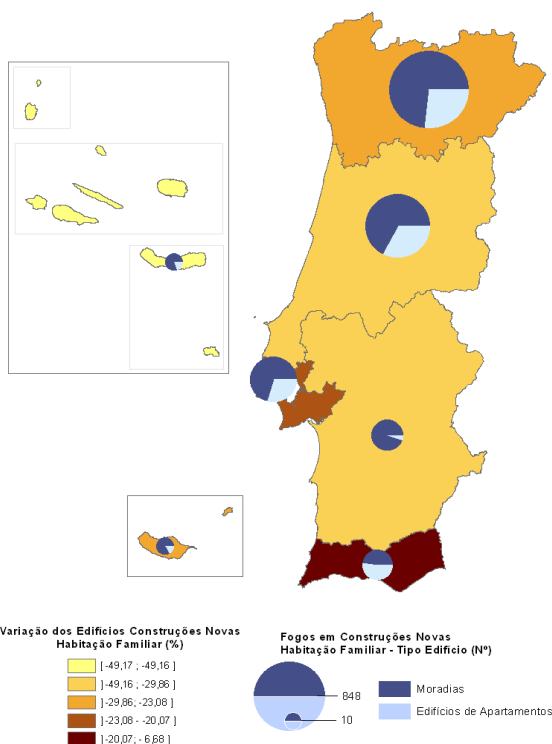 Variação dos Edifícios Construções Novas
Habitação Familiar (%)
[ -49,17 ; -49,16 ]
] -49,16 ; -29,86 ]
] -29,86; -23,08 ]
] -23,08 - -20,07 ]
] -20,07; - 6,68 ]
Fogos em Construções Novas
Habitação Familiar - Tipo Edifício (Nº)
848
10
Moradias
Edifícios de Apartamentos